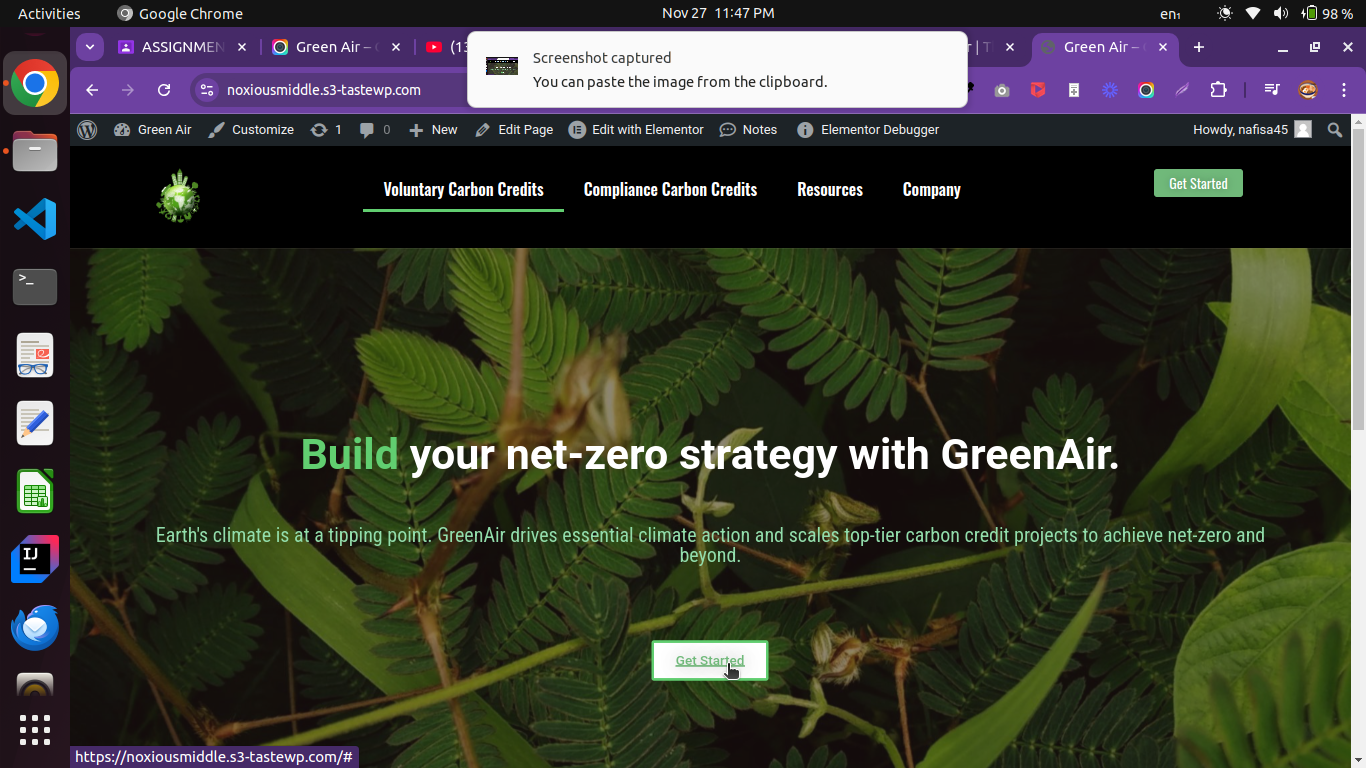 Activities
Google Chrome
Nov 27 11:47 PM
en₁
98 %
ASSIGNMEN
Green Air – 
Screenshot captured
You can paste the image from the clipboard.
Green Air –
noxiousmiddle.s3-tastewp.com
Green Air
Customize
1
0
New
Edit Page
Edit with Elementor
Notes
Elementor Debugger
Howdy, nafisa45
Voluntary Carbon Credits
Compliance Carbon Credits
Resources
Company
Get Started
Build your net-zero strategy with GreenAir.
Earth's climate is at a tipping point. GreenAir drives essential climate action and scales top-tier carbon credit projects to achieve net-zero and
beyond.
Get Started
https://noxiousmiddle.s3-tastewp.com/#